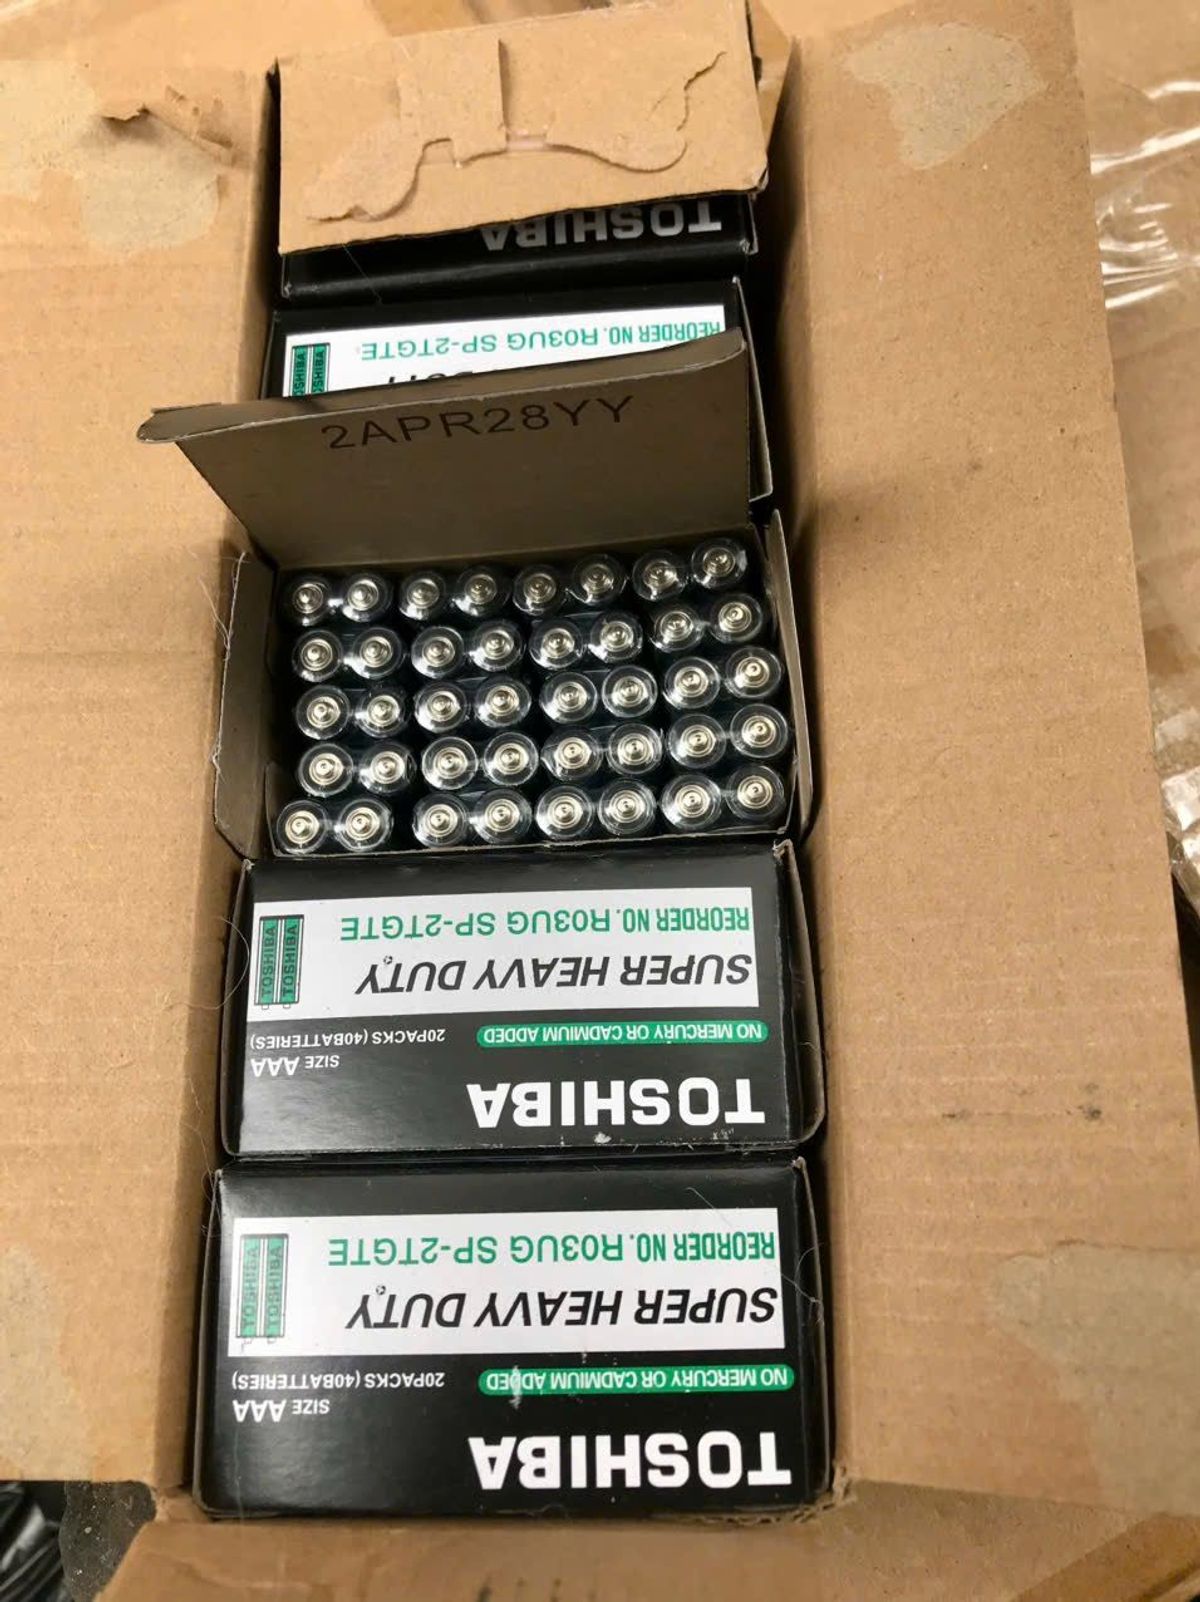 TOSHIBA
REORDER NO. R03UG SP-2TGTE
TOSHIBA
TOSHIBA
2APR28YY
TOSHIBA
SIZE AAA
NO MERCURY OR CADMIUM ADDED
20PACKS (40BATTERIES)
SUPER HEAVY DUTY
REORDER NO. R03UG SP-2TGTE
TOSHIBA
TOSHIBA
TOSHIBA
SIZE AAA
NO MERCURY OR CADMIUM ADDED
20PACKS (40BATTERIES)
SUPER HEAVY DUTY
REORDER NO. R03UG SP-2TGTE
TOSHIBA
TOSHIBA